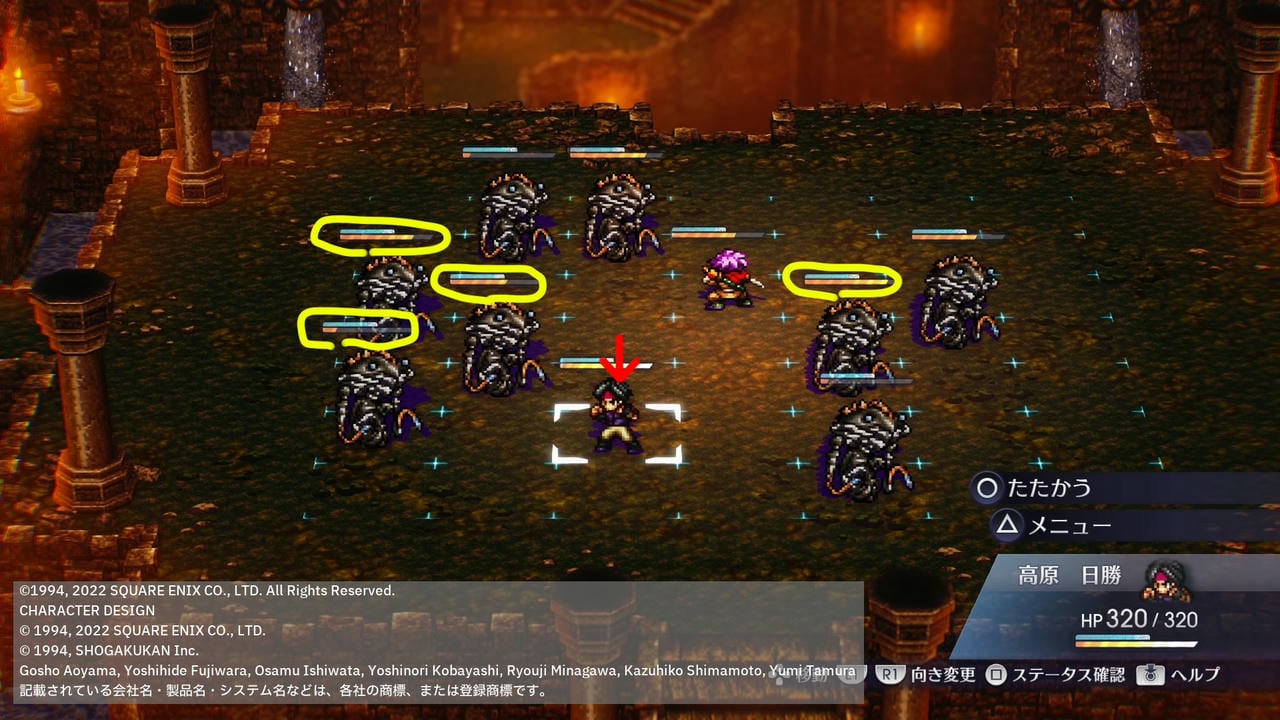 たたかう
メニュー
高原 日勝
HP 320 / 320
©1994, 2022 SQUARE ENIX CO., LTD. All Rights Reserved.
CHARACTER DESIGN
© 1994, 2022 SQUARE ENIX CO., LTD.
© 1994, SHOGAKUKAN Inc.
Gosho Aoyama, Yoshihide Fujiwara, Osamu Ishiwata, Yoshinori Kobayashi, Ryouji Minagawa, Kazuhiko Shimamoto, Yumi Tamura
記載されている会社名・製品名・システム名などは、各社の商標、または登録商標です。
移動 R1 向き変更 ステータス確認 ヘルプ